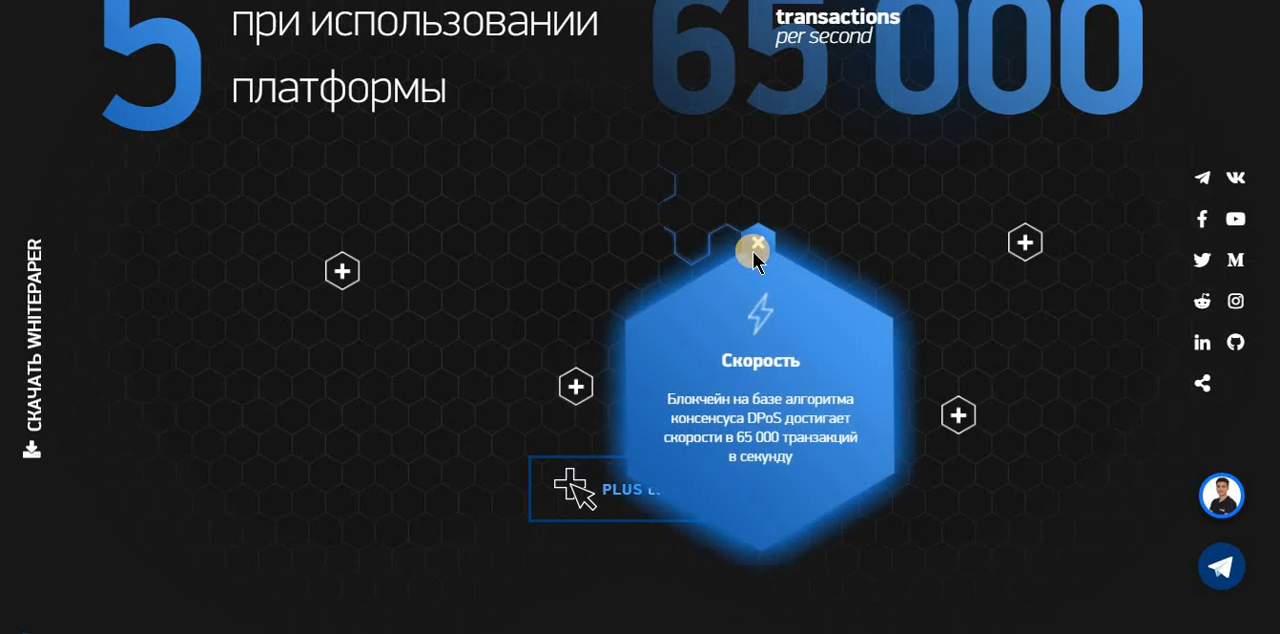 5
при использовании
платформы
65 000
transactions
per second
СКАЧАТЬ WHITEPAPER
Скорость
Блокчейн на базе алгоритма
консенсуса DPoS достигает
скорости в 65 000 транзакций
в секунду
PLUS